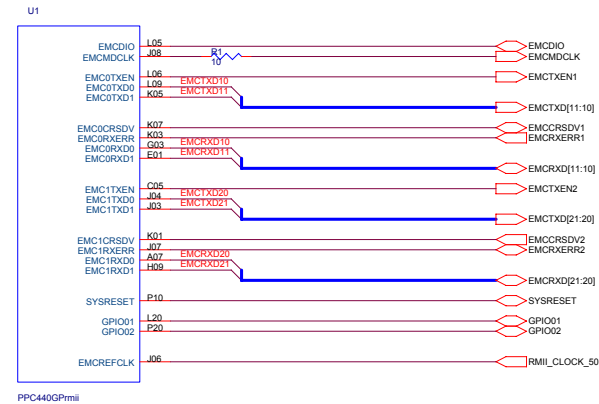 U1
EMCDIO L05 EMCDIO
EMCMDCLK J08 R1 EMCMDCLK
10
EMC0TXEN L06 EMCTXEN1
EMC0TXD0 L09 EMCTXD10
EMC0TXD1 K05 EMCTXD11
EMCTXD[11:10]
EMC0CRSDV K07 EMCCRSDV1
EMC0RXERR K03 EMCRXERR1
EMC0RXD0 G03 EMCRXD10
EMC0RXD1 E01 EMCRXD11
EMCRXD[11:10]
EMC1TXEN C05 EMCTXEN2
EMC1TXD0 J04 EMCTXD20
EMC1TXD1 J03 EMCTXD21
EMCTXD[21:20]
EMC1CRSDV K01 EMCCRSDV2
EMC1RXERR J07 EMCRXERR2
EMC1RXD0 A07 EMCRXD20
EMC1RXD1 H09 EMCRXD21
EMCRXD[21:20]
SYSRESET P10 SYSRESET
GPIO01 L20 GPIO01
GPIO02 P20 GPIO02
EMCREFCLK J06 RMII_CLOCK_50
PPC440GPrmii